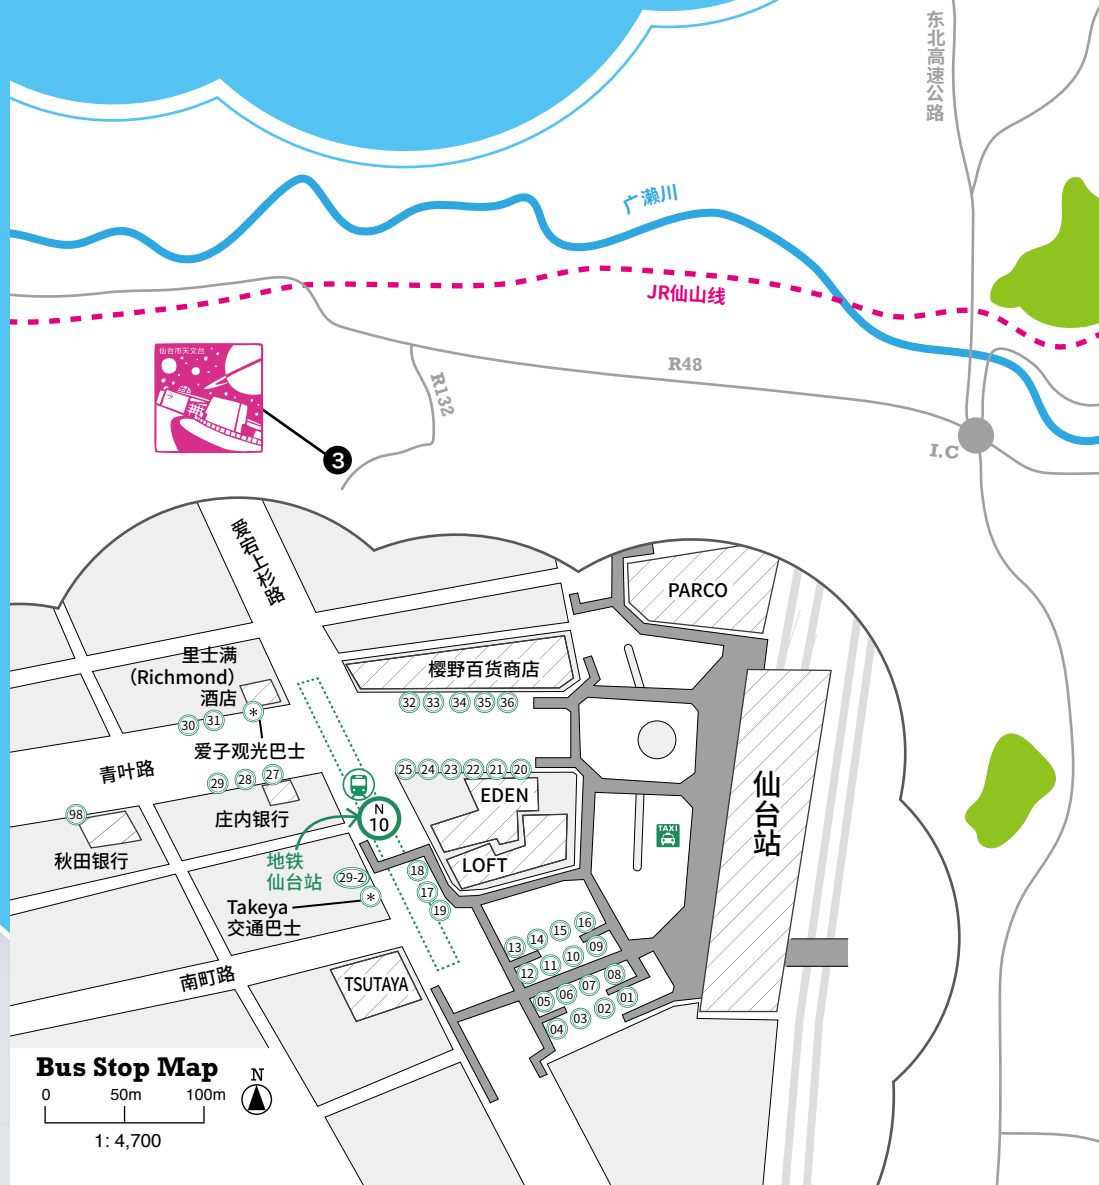 东北高速公路
广濑川
JR仙山线
仙台市天文台
R48
R132
3
I.C
爱宕上杉路
PARCO
里士满
（Richmond）
酒店
樱野百货商店
32 33 34 35 36
30 31 *
爱子观光巴士
青叶路
29 28 27
25 24 23 22 21 20
EDEN
仙台站
98
庄内银行
N
10
TAXI
秋田银行
地铁
仙台站
LOFT
18
29-2
17
*
19
Takeya
交通巴士
13 14 15 16
12 11 10 09
南町路
TSUTAYA
05 06 07 08
04 03 02 01
Bus Stop Map
N
0 50m 100m
1: 4,700